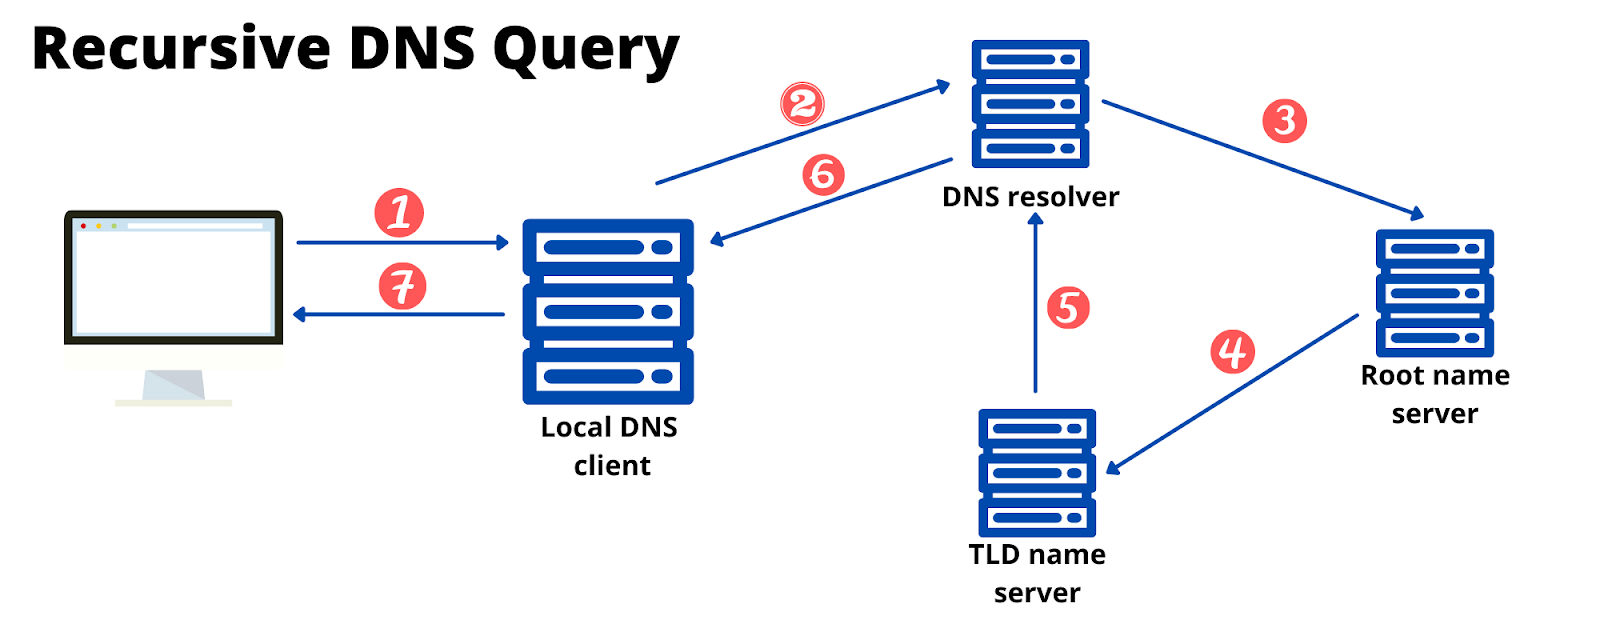 Recursive DNS Query
2
3
6
DNS resolver
1
7
5
4
Root name
server
Local DNS
client
TLD name
server